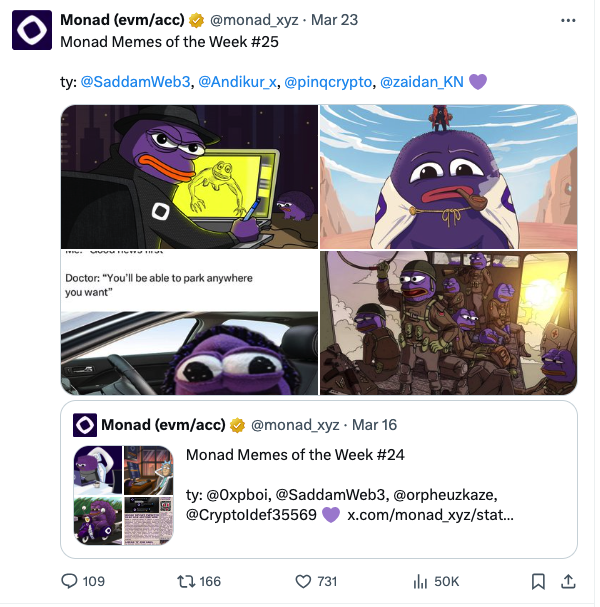 Monad (evm/acc) @monad_xyz · Mar 23
Monad Memes of the Week #25
ty: @SaddamWeb3, @Andikur_x, @pinqcrypto, @zaidan_KN 💜
Doctor: “You’ll be able to park anywhere
you want”
Monad (evm/acc) @monad_xyz · Mar 16
Monad Memes of the Week #24
ty: @0xpboi, @SaddamWeb3, @orpheuzkaze,
@CryptoIdef35569 💜 x.com/monad_xyz/stat...
109 166 731 50K